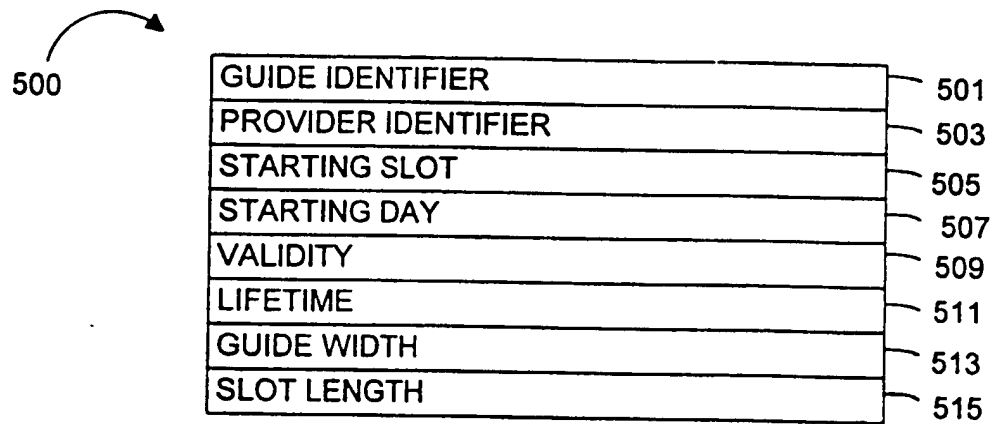 500
GUIDE IDENTIFIER 501
PROVIDER IDENTIFIER 503
STARTING SLOT 505
STARTING DAY 507
VALIDITY 509
LIFETIME 511
GUIDE WIDTH 513
SLOT LENGTH 515